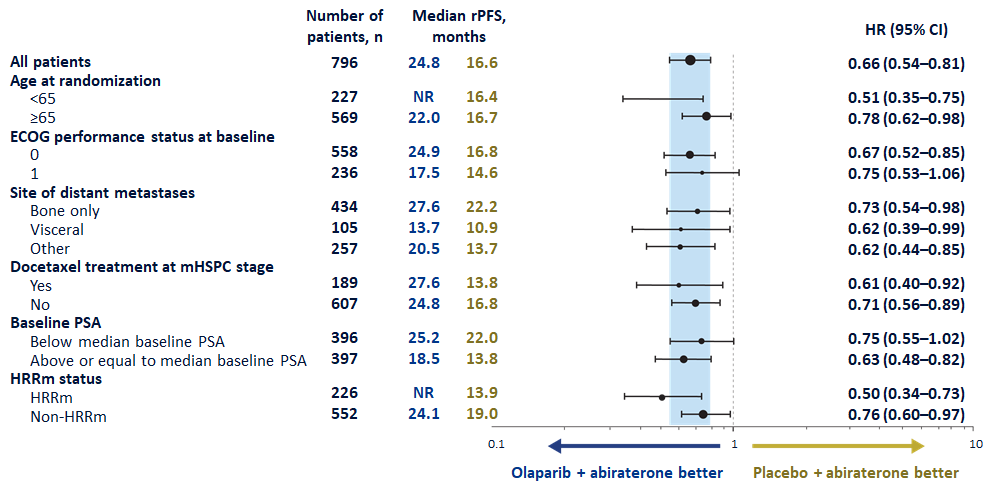 Number of patients, n Median rPFS, months HR (95% CI)
All patients 796 24.8 16.6 0.66 (0.54–0.81)
Age at randomization
<65 227 NR 16.4 0.51 (0.35–0.75)
≥65 569 22.0 16.7 0.78 (0.62–0.98)
ECOG performance status at baseline
0 558 24.9 16.8 0.67 (0.52–0.85)
1 236 17.5 14.6 0.75 (0.53–1.06)
Site of distant metastases
Bone only 434 27.6 22.2 0.73 (0.54–0.98)
Visceral 105 13.7 10.9 0.62 (0.39–0.99)
Other 257 20.5 13.7 0.62 (0.44–0.85)
Docetaxel treatment at mHSPC stage
Yes 189 27.6 13.8 0.61 (0.40–0.92)
No 607 24.8 16.8 0.71 (0.56–0.89)
Baseline PSA
Below median baseline PSA 396 25.2 22.0 0.75 (0.55–1.02)
Above or equal to median baseline PSA 397 18.5 13.8 0.63 (0.48–0.82)
HRRm status
HRRm 226 NR 13.9 0.50 (0.34–0.73)
Non-HRRm 552 24.1 19.0 0.76 (0.60–0.97)
0.1 1 10
Olaparib + abiraterone better Placebo + abiraterone better